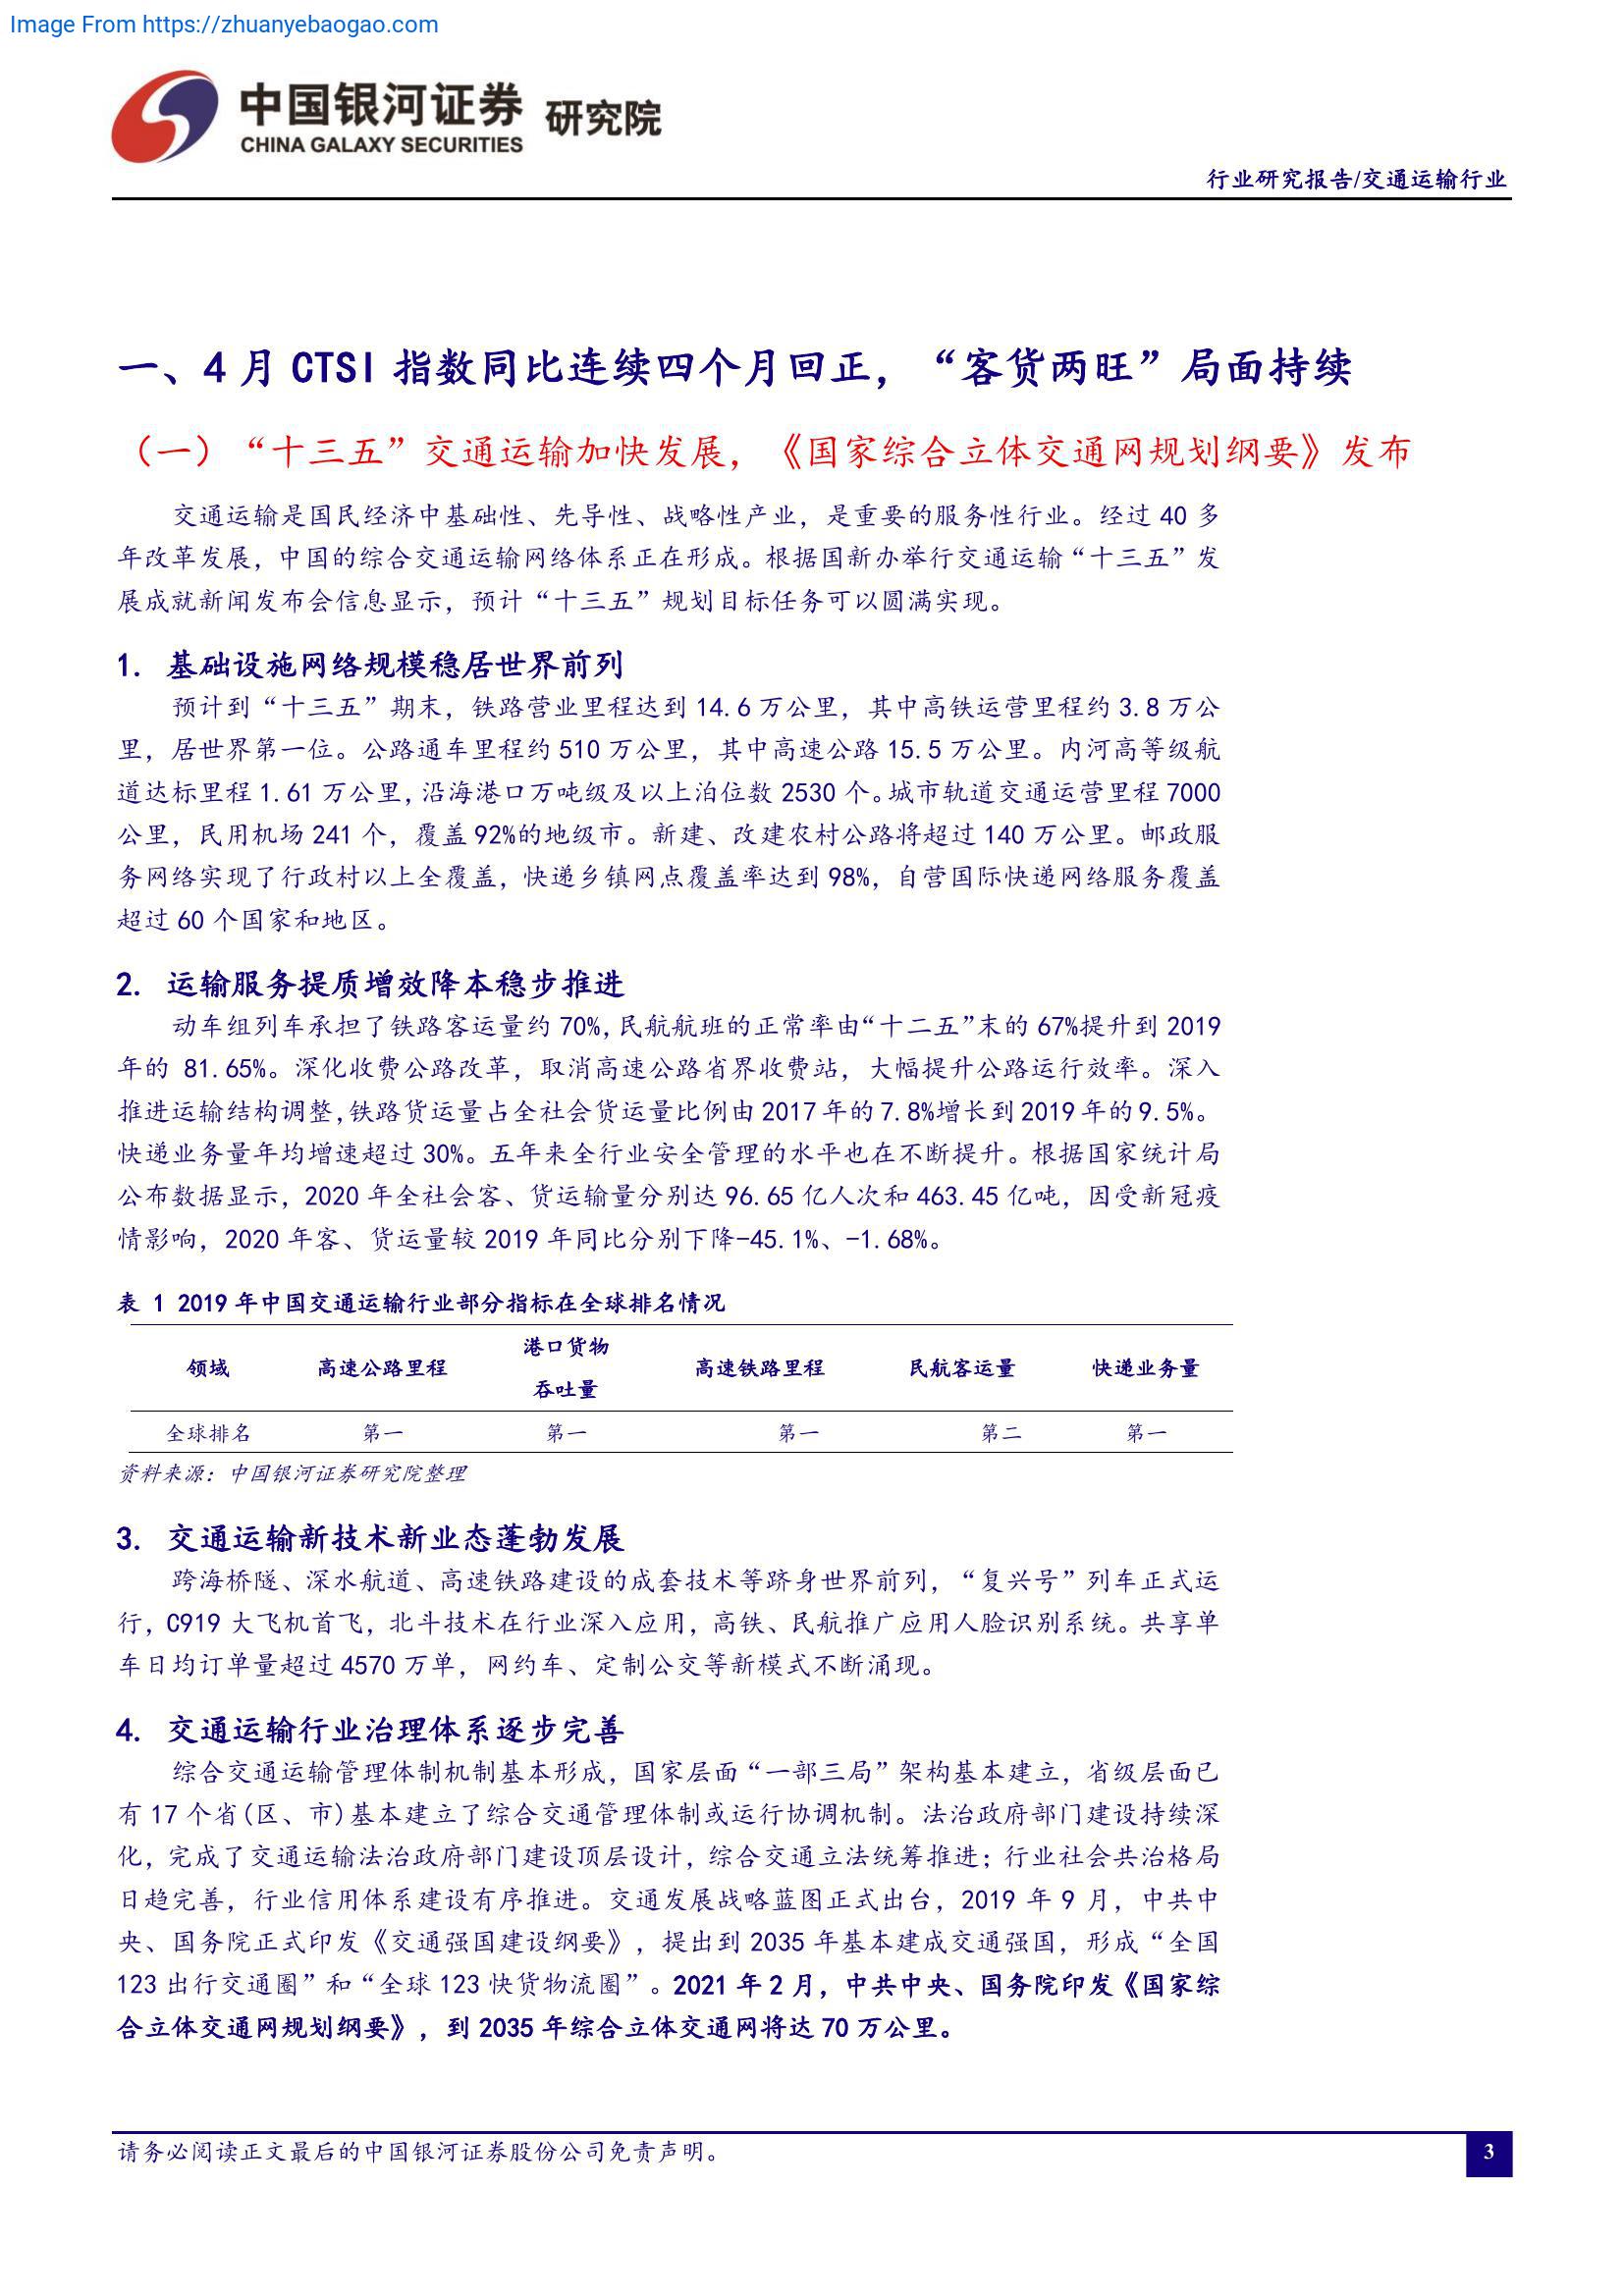 Image From https://zhuanyebaogao.com
中国银河证券 研究院
CHINA GALAXY SECURITIES
行业研究报告/交通运输行业
一、4 月 CTSI 指数同比连续四个月回正，“客货两旺”局面持续
（一）“十三五”交通运输加快发展，《国家综合立体交通网规划纲要》发布
交通运输是国民经济中基础性、先导性、战略性产业，是重要的服务性行业。经过 40 多
年改革发展，中国的综合交通运输网络体系正在形成。根据国新办举行交通运输“十三五”发
展成就新闻发布会信息显示，预计“十三五”规划目标任务可以圆满实现。
1. 基础设施网络规模稳居世界前列
预计到“十三五”期末，铁路营业里程达到 14.6 万公里，其中高铁运营里程约 3.8 万公
里，居世界第一位。公路通车里程约 510 万公里，其中高速公路 15.5 万公里。内河高等级航
道达标里程 1.61 万公里，沿海港口万吨级及以上泊位数 2530 个。城市轨道交通运营里程 7000
公里，民用机场 241 个，覆盖 92%的地级市。新建、改建农村公路将超过 140 万公里。邮政服
务网络实现了行政村以上全覆盖，快递乡镇网点覆盖率达到 98%，自营国际快递网络服务覆盖
超过 60 个国家和地区。
2. 运输服务提质增效降本稳步推进
动车组列车承担了铁路客运量约 70%，民航航班的正常率由“十二五”末的 67%提升到 2019
年的 81.65%。深化收费公路改革，取消高速公路省界收费站，大幅提升公路运行效率。深入
推进运输结构调整，铁路货运量占全社会货运量比例由 2017 年的 7.8%增长到 2019 年的 9.5%。
快递业务量年均增速超过 30%。五年来全行业安全管理的水平也在不断提升。根据国家统计局
公布数据显示，2020 年全社会客、货运输量分别达 96.65 亿人次和 463.45 亿吨，因受新冠疫
情影响，2020 年客、货运量较 2019 年同比分别下降-45.1%、-1.68%。
表 1 2019 年中国交通运输行业部分指标在全球排名情况
领域 高速公路里程 港口货物 高速铁路里程 民航客运量 快递业务量
吞吐量
全球排名 第一 第一 第一 第二 第一
资料来源：中国银河证券研究院整理
3. 交通运输新技术新业态蓬勃发展
跨海桥隧、深水航道、高速铁路建设的成套技术等跻身世界前列，“复兴号”列车正式运
行，C919 大飞机首飞，北斗技术在行业深入应用，高铁、民航推广应用人脸识别系统。共享单
车日均订单量超过 4570 万单，网约车、定制公交等新模式不断涌现。
4. 交通运输行业治理体系逐步完善
综合交通运输管理体制机制基本形成，国家层面“一部三局”架构基本建立，省级层面已
有 17 个省(区、市)基本建立了综合交通管理体制或运行协调机制。法治政府部门建设持续深
化，完成了交通运输法治政府部门建设顶层设计，综合交通立法统筹推进；行业社会共治格局
日趋完善，行业信用体系建设有序推进。交通发展战略蓝图正式出台，2019 年 9 月，中共中
央、国务院正式印发《交通强国建设纲要》，提出到 2035 年基本建成交通强国，形成“全国
123 出行交通圈”和“全球 123 快货物流圈”。2021 年 2 月，中共中央、国务院印发《国家综
合立体交通网规划纲要》，到 2035 年综合立体交通网将达 70 万公里。
请务必阅读正文最后的中国银河证券股份公司免责声明。
3